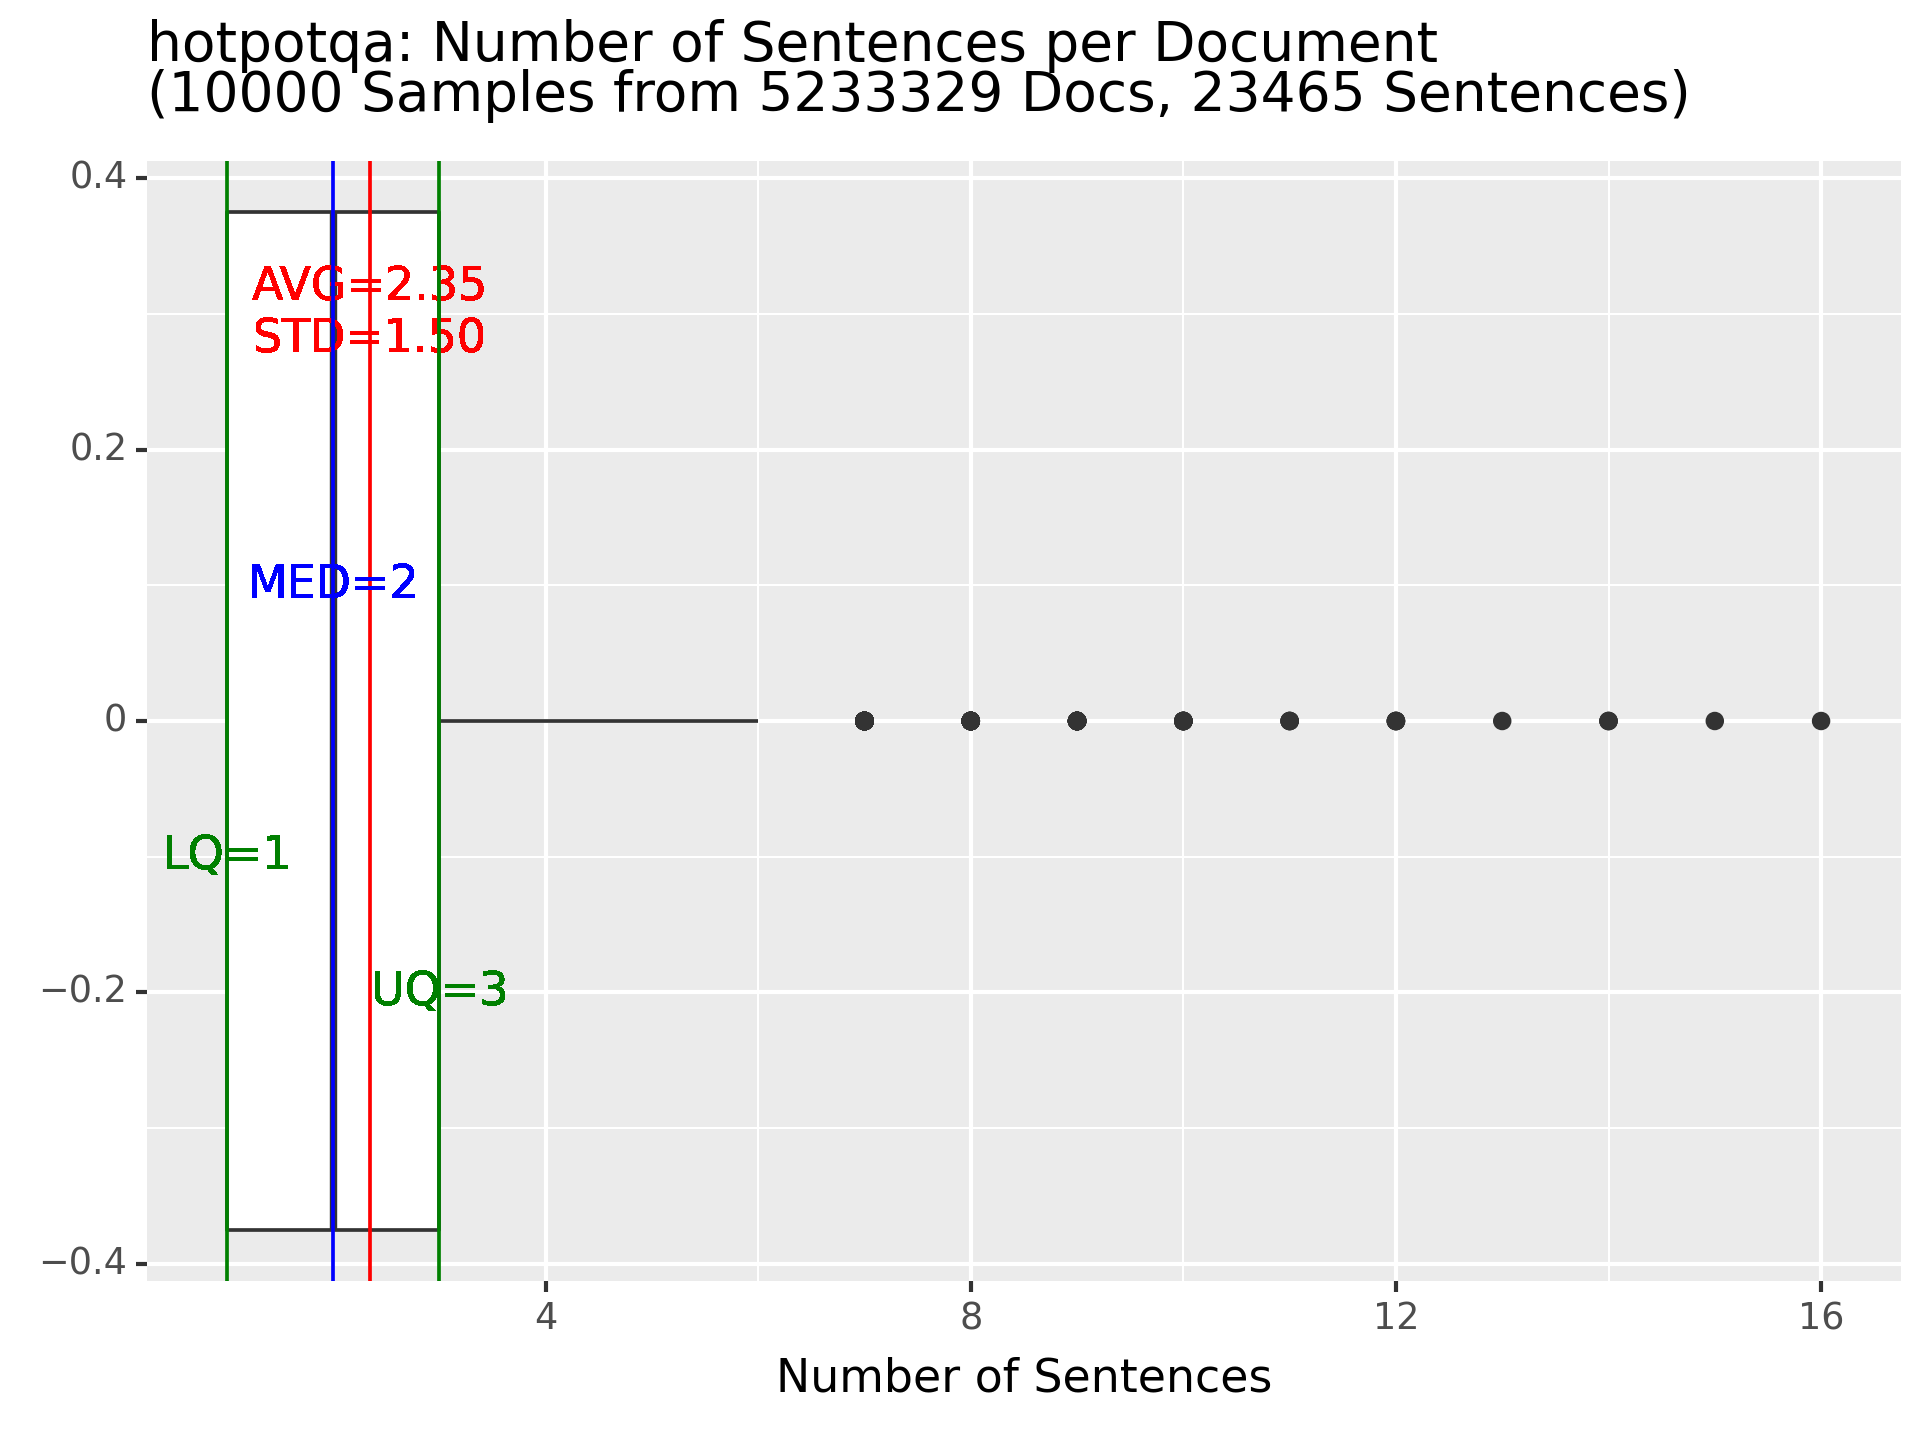 hotpotqa: Number of Sentences per Document
(10000 Samples from 5233329 Docs, 23465 Sentences)
0.4
AVG=2.35
STD=1.50
0.2
MED=2
0
LQ=1
−0.2
UQ=3
−0.4
4
8
12
16
Number of Sentences